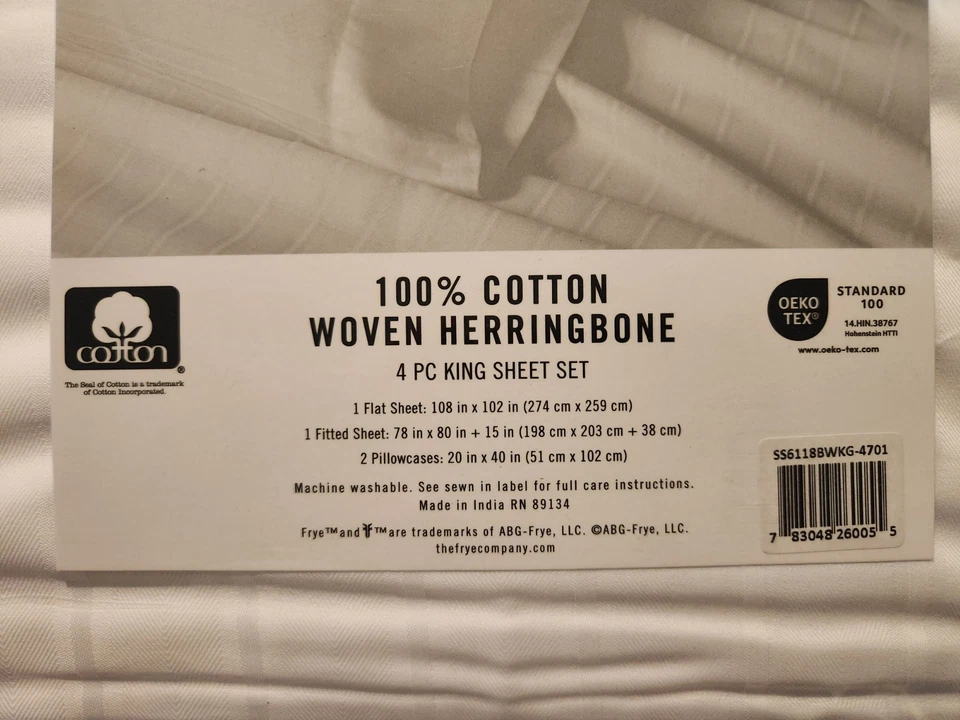 100% COTTON
WOVEN HERRINGBONE
4 PC KING SHEET SET
1 Flat Sheet: 108 in x 102 in (274 cm x 259 cm)
1 Fitted Sheet: 78 in x 80 in + 15 in (198 cm x 203 cm + 38 cm)
2 Pillowcases: 20 in x 40 in (51 cm x 102 cm)
Machine washable. See sewn in label for full care instructions.
Made in India RN 89134
Frye™ and ™ are trademarks of ABG-Frye, LLC. ©ABG-Frye, LLC.
thefryecompany.com
cotton®
The Seal of Cotton is a trademark
of Cotton Incorporated.
OEKO
TEX®
STANDARD
100
14.HIN.38767
Hohenstein HTTI
www.oeko-tex.com
SS6118BWKG-4701
7 83048 26005 5